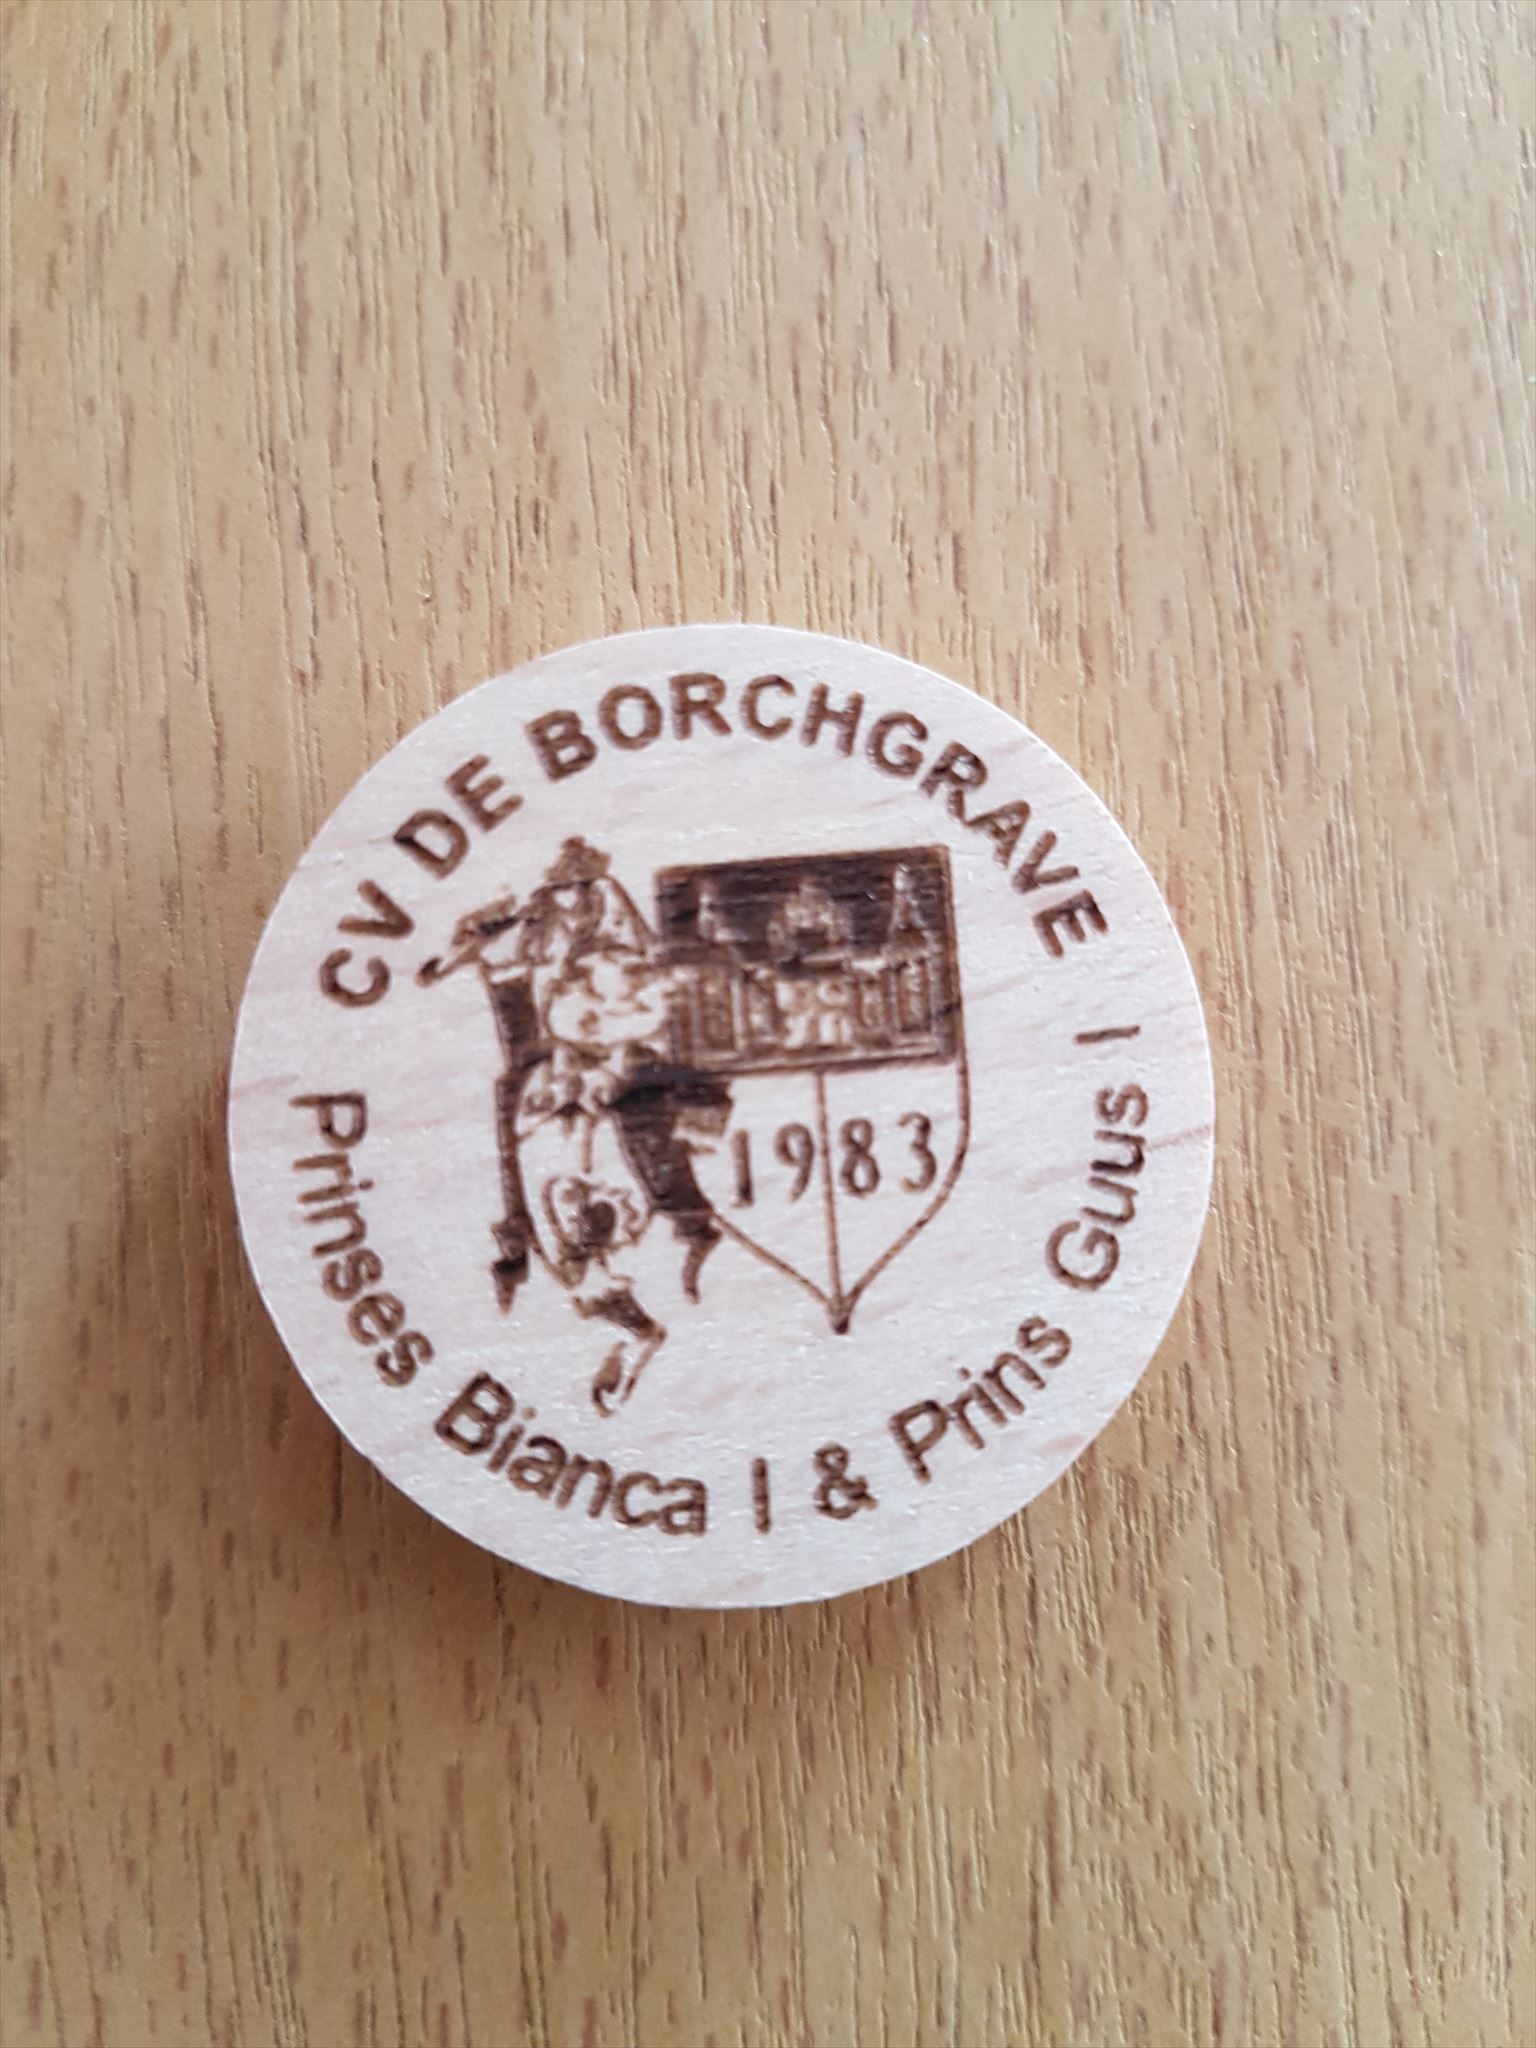 CV DE BORCHGRAVE
1983
Prinses Bianca I & Prins Guus I